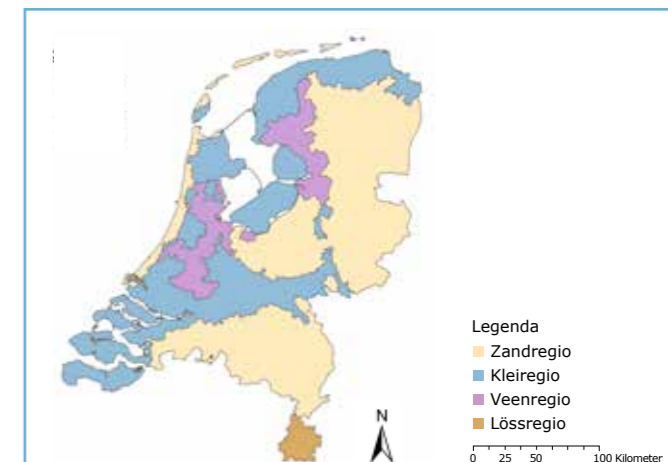 Legenda
Zandregio
Kleiregio
Veenregio
Lössregio
N
0 25 50 100 Kilometer